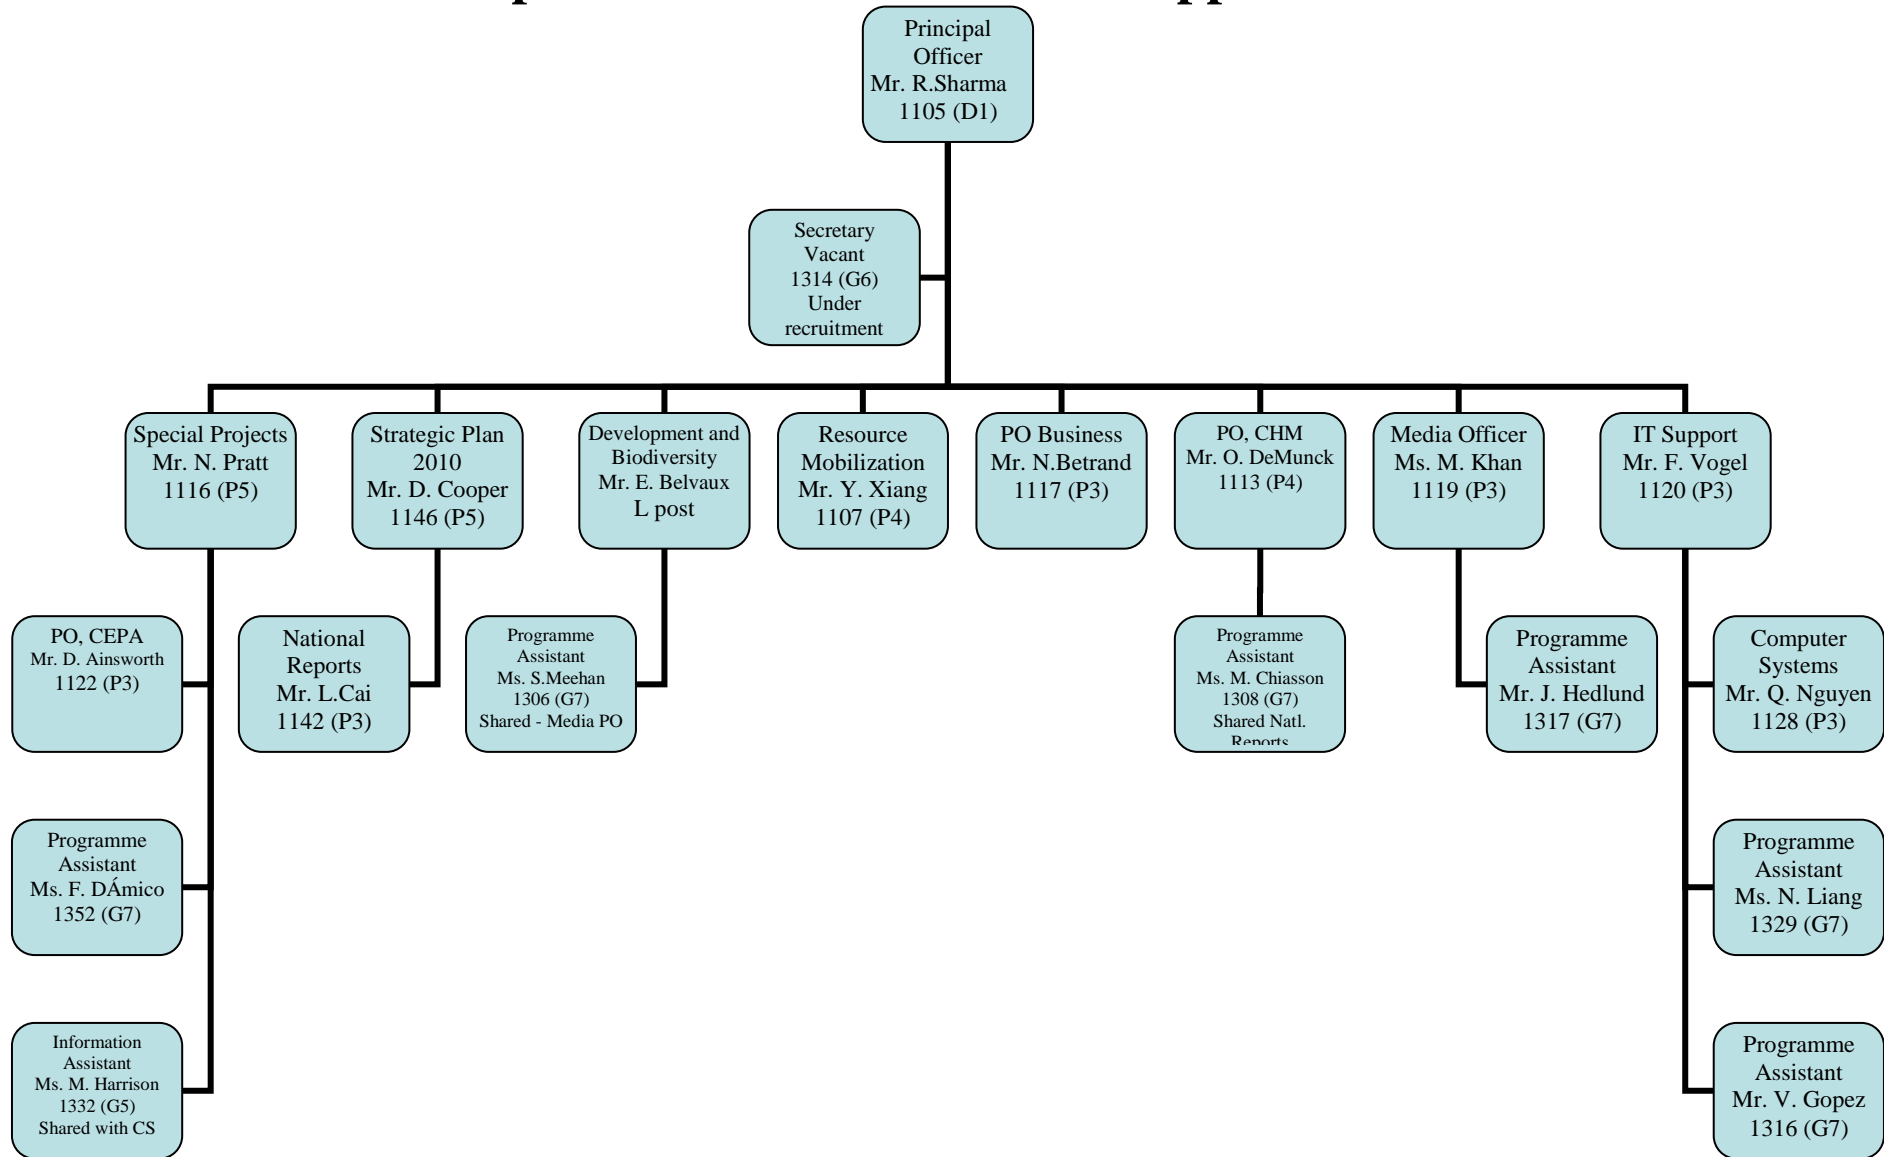 Principal
Officer
Mr. R.Sharma
1105 (D1)
Secretary
Vacant
1314 (G6)
Under
recruitment
Special Projects
Mr. N. Pratt
1116 (P5)
Strategic Plan
2010
Mr. D. Cooper
1146 (P5)
Development and
Biodiversity
Mr. E. Belvaux
L post
Resource
Mobilization
Mr. Y. Xiang
1107 (P4)
PO Business
Mr. N.Betrand
1117 (P3)
PO, CHM
Mr. O. DeMunck
1113 (P4)
Media Officer
Ms. M. Khan
1119 (P3)
IT Support
Mr. F. Vogel
1120 (P3)
PO, CEPA
Mr. D. Ainsworth
1122 (P3)
National
Reports
Mr. L.Cai
1142 (P3)
Programme
Assistant
Ms. S.Meehan
1306 (G7)
Shared - Media PO
Programme
Assistant
Ms. M. Chiasson
1308 (G7)
Shared Natl.
Reports
Programme
Assistant
Mr. J. Hedlund
1317 (G7)
Computer
Systems
Mr. Q. Nguyen
1128 (P3)
Programme
Assistant
Ms. F. DÁmico
1352 (G7)
Programme
Assistant
Ms. N. Liang
1329 (G7)
Information
Assistant
Ms. M. Harrison
1332 (G5)
Shared with CS
Programme
Assistant
Mr. V. Gopez
1316 (G7)